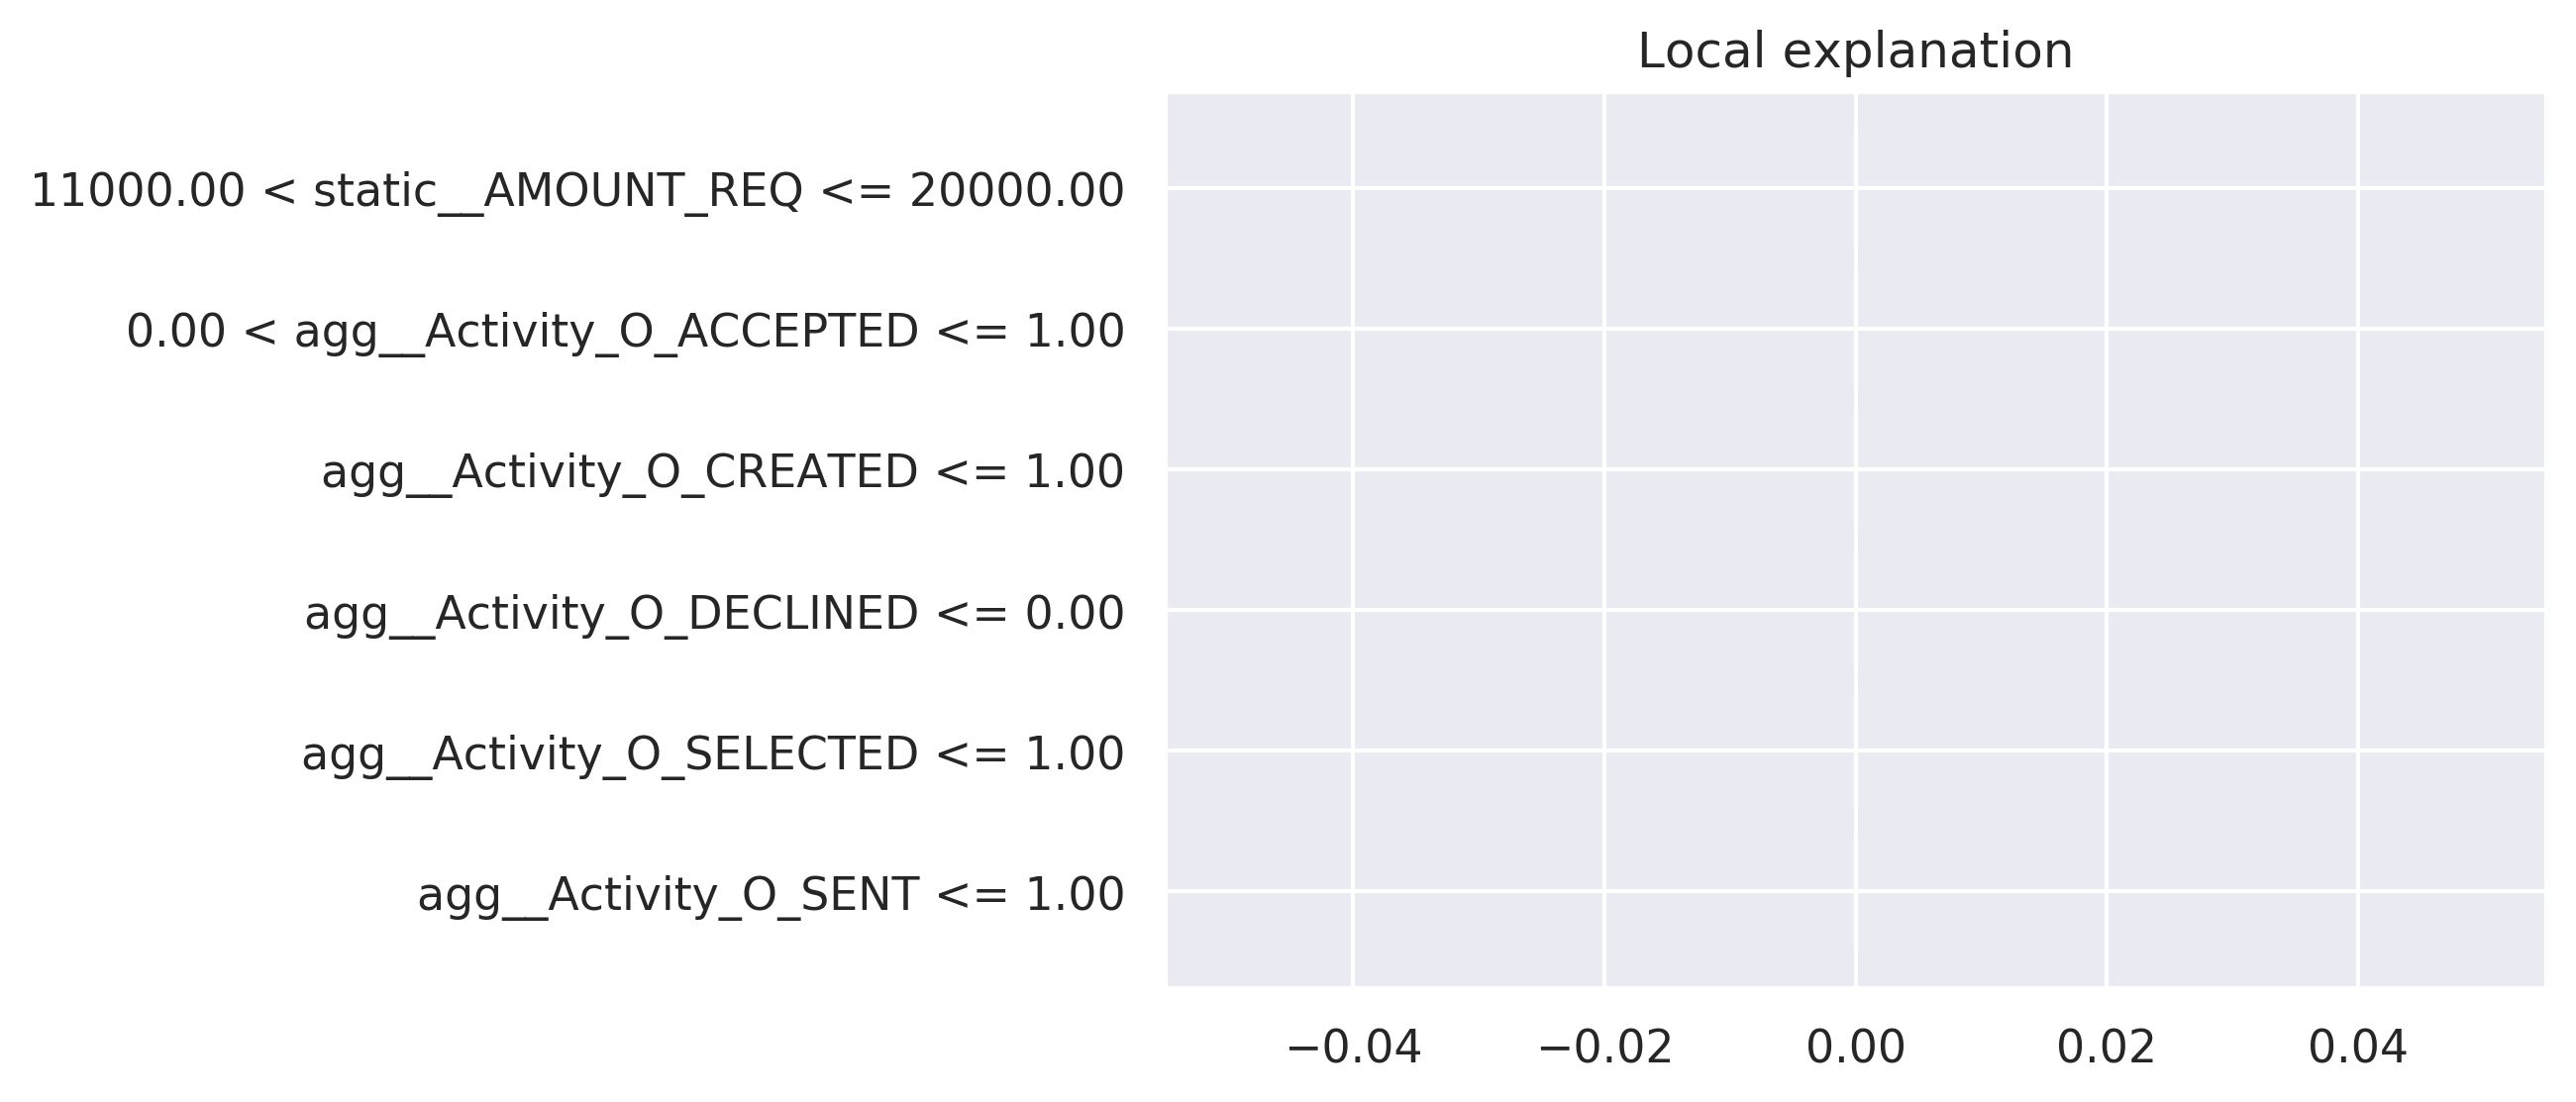 Local explanation
11000.00 < static__AMOUNT_REQ <= 20000.00
0.00 < agg__Activity_O_ACCEPTED <= 1.00
agg__Activity_O_CREATED <= 1.00
agg__Activity_O_DECLINED <= 0.00
agg__Activity_O_SELECTED <= 1.00
agg__Activity_O_SENT <= 1.00
−0.04 −0.02 0.00 0.02 0.04